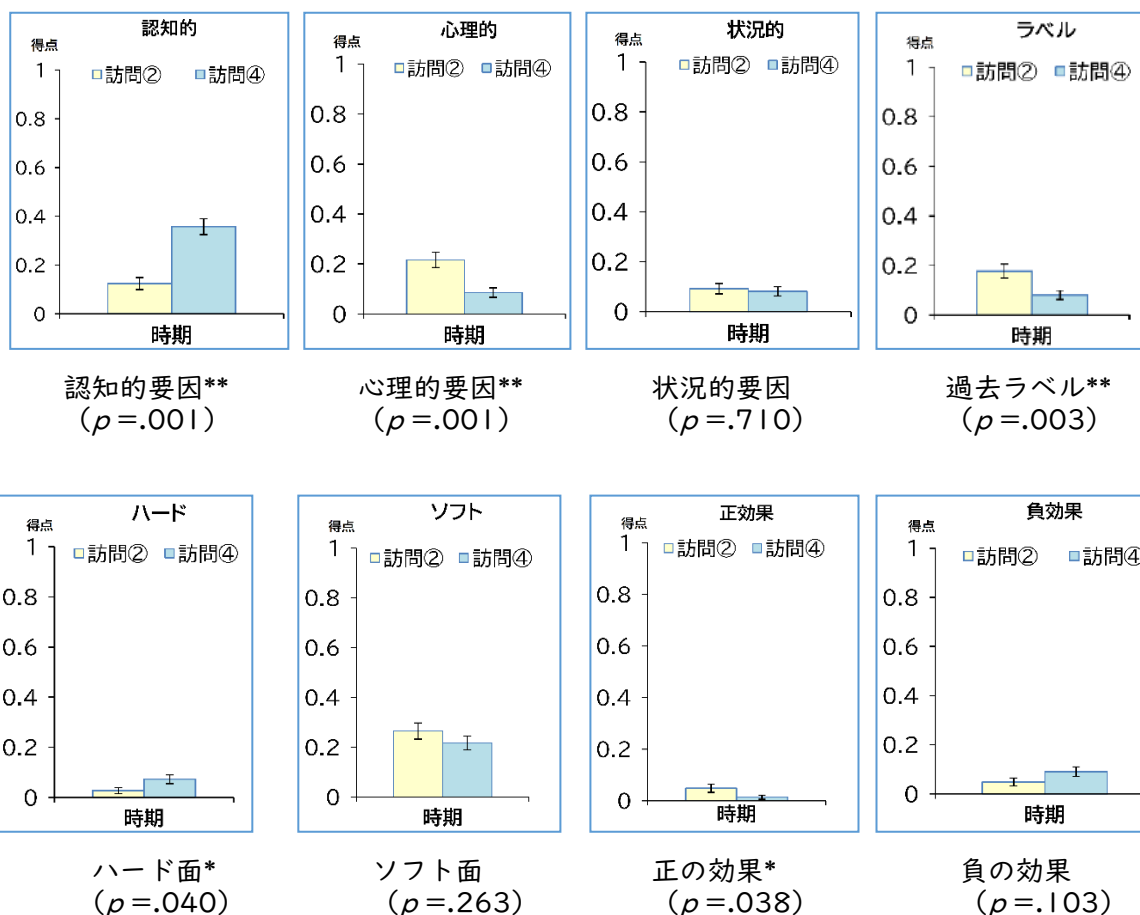 認知的
得点
訪問② 訪問④
1
0.8
0.6
0.4
0.2
0
時期
認知的要因**
(p=.001)
心理的
得点
訪問② 訪問④
1
0.8
0.6
0.4
0.2
0
時期
心理的要因**
(p=.001)
状況的
得点
訪問② 訪問④
1
0.8
0.6
0.4
0.2
0
時期
状況的要因
(p=.710)
ラベル
得点
訪問② 訪問④
1
0.8
0.6
0.4
0.2
0
時期
過去ラベル**
(p=.003)
ハード
得点
訪問② 訪問④
1
0.8
0.6
0.4
0.2
0
時期
ハード面*
(p=.040)
ソフト
得点
訪問② 訪問④
1
0.8
0.6
0.4
0.2
0
時期
ソフト面
(p=.263)
正効果
得点
訪問② 訪問④
1
0.8
0.6
0.4
0.2
0
時期
正の効果*
(p=.038)
負効果
得点
訪問② 訪問④
1
0.8
0.6
0.4
0.2
0
時期
負の効果
(p=.103)